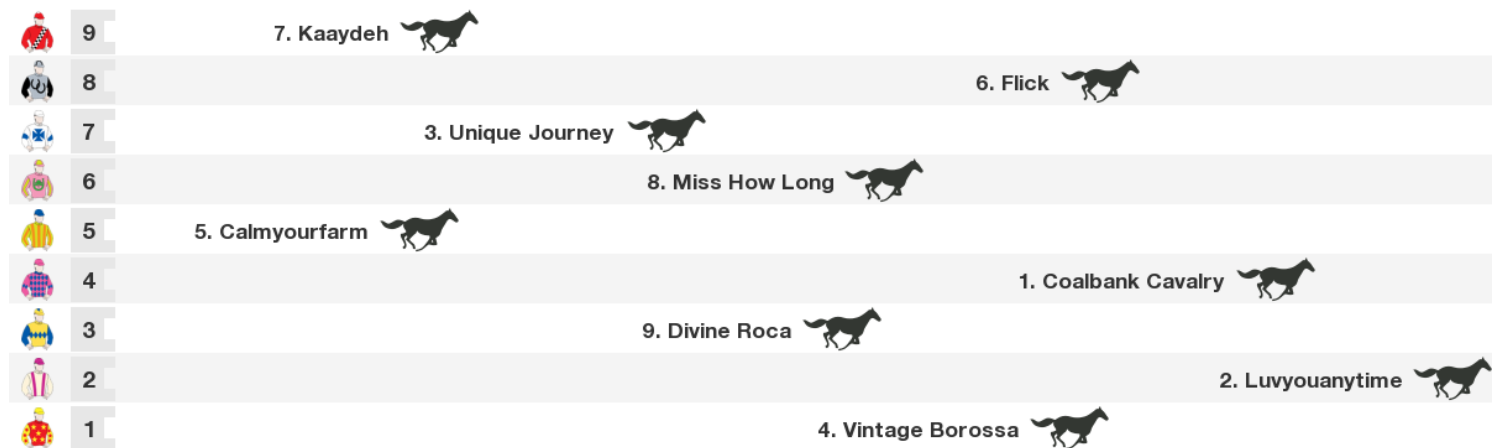 9 7. Kaaydeh
8 6. Flick
7 3. Unique Journey
6 8. Miss How Long
5 5. Calmyourfarm
4 1. Coalbank Cavalry
3 9. Divine Roca
2 2. Luvyouanytime
1 4. Vintage Borossa